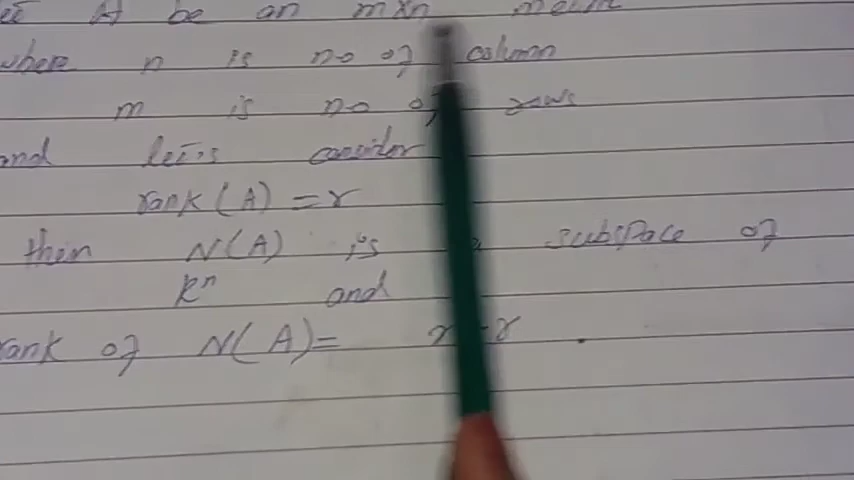 Let A be an mxn
where n is no of column
m is no of rows
and let's consider
rank(A) = r
then N(A) is subspace of
R^n and
rank of N(A) = -r.